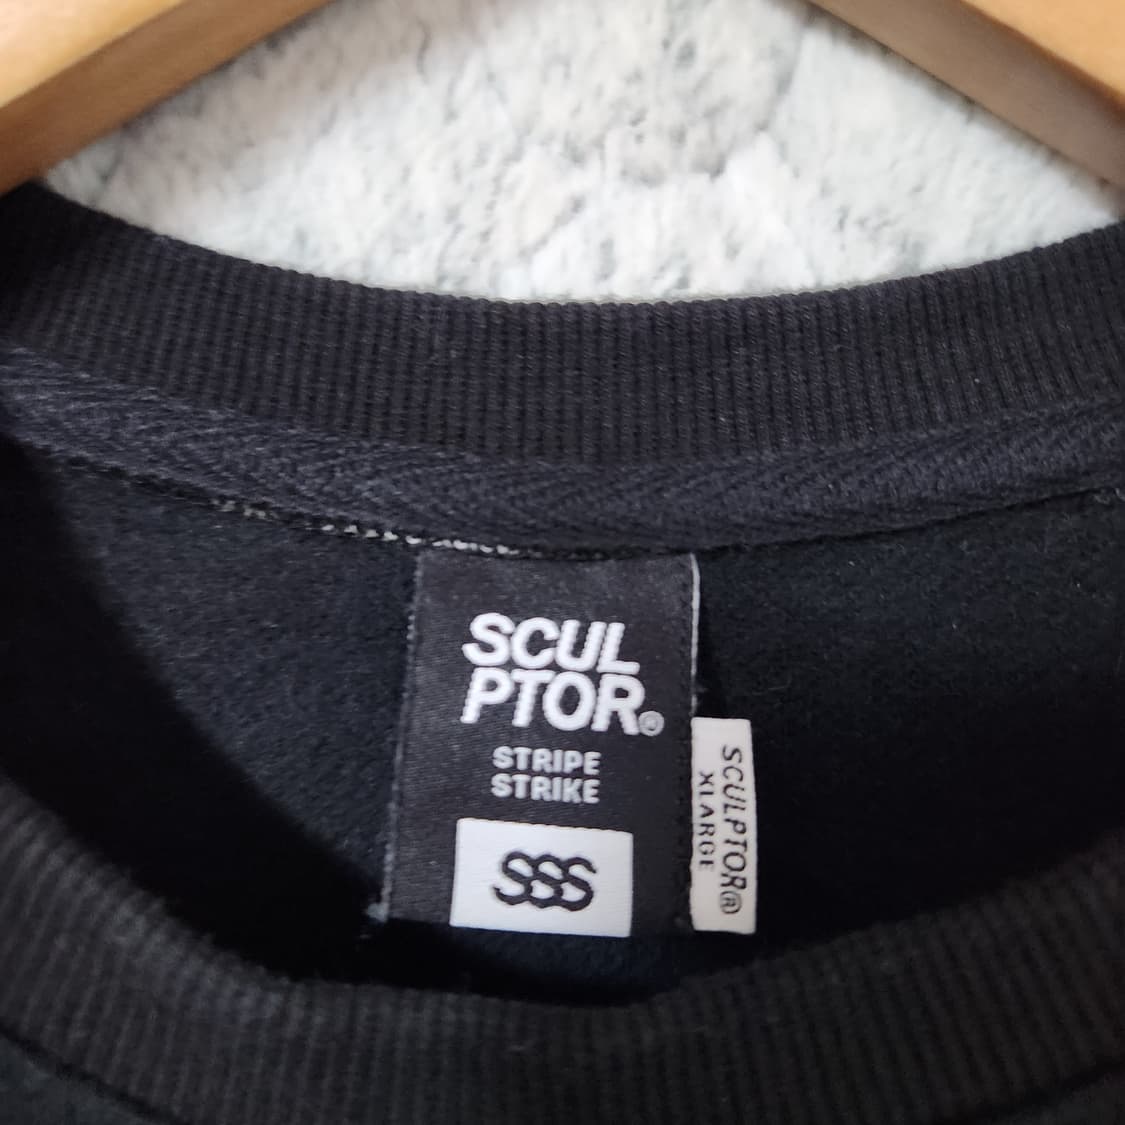 SCUL
PTOR®
STRIPE
STRIKE
SSS
SCULPTOR®
XLARGE